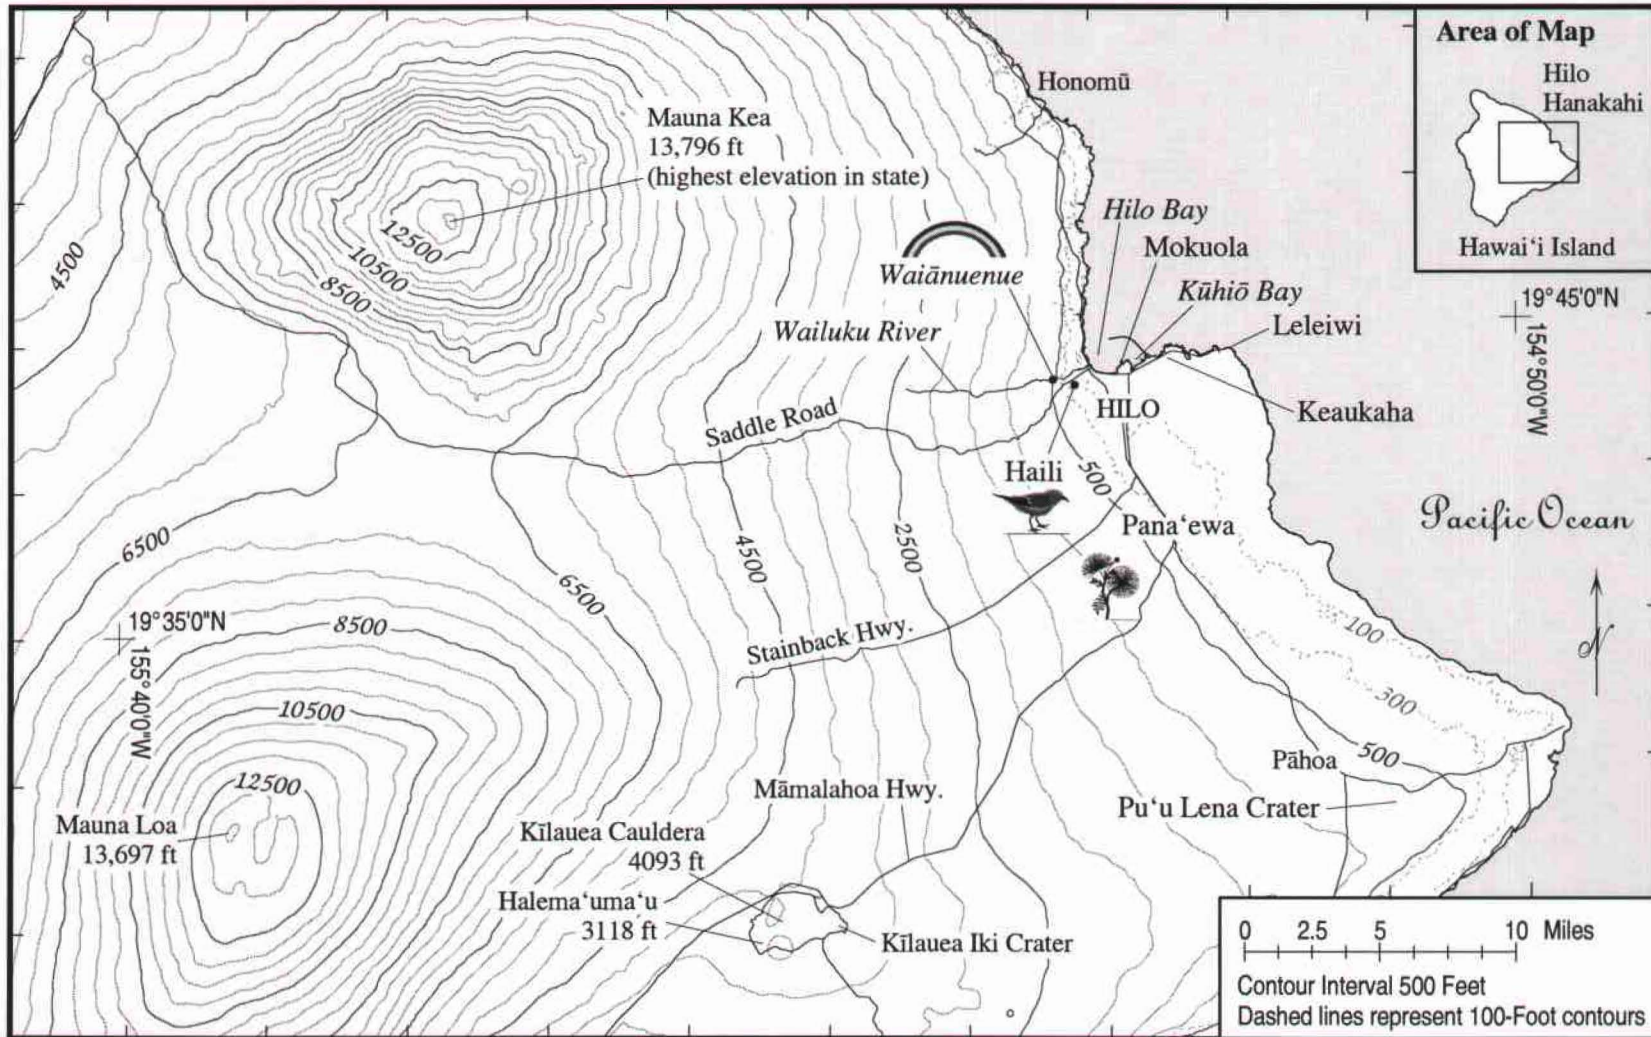 Area of Map
Hilo
Hanakahi
Hawai‘i Island
Honomū
Mauna Kea
13,796 ft
(highest elevation in state)
Hilo Bay
Mokuola
Kūhiō Bay
Leleiwi
Keaukaha
Waiānuenue
Wailuku River
12500
10500
8500
4500
19°45'0"N
154°50'0"W
HILO
Saddle Road
Haili
500
Pana‘ewa
Pacific Ocean
N
6500
6500
4500
2500
19°35'0"N
155°40'0"W
8500
10500
12500
Stainback Hwy.
100
300
500
Pāhoa
Pu‘u Lena Crater
Māmalahoa Hwy.
Mauna Loa
13,697 ft
Kīlauea Cauldera
4093 ft
Halema‘uma‘u
3118 ft
Kīlauea Iki Crater
0 2.5 5 10 Miles
Contour Interval 500 Feet
Dashed lines represent 100-Foot contours